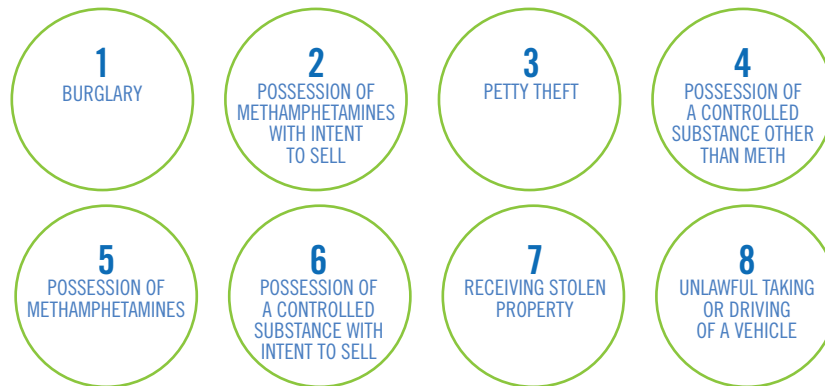 1
BURGLARY
2
POSSESSION OF
METHAMPHETAMINES
WITH INTENT
TO SELL
3
PETTY THEFT
4
POSSESSION OF
A CONTROLLED
SUBSTANCE OTHER
THAN METH
5
POSSESSION OF
METHAMPHETAMINES
6
POSSESSION OF
A CONTROLLED
SUBSTANCE WITH
INTENT TO SELL
7
RECEIVING STOLEN
PROPERTY
8
UNLAWFUL TAKING
OR DRIVING
OF A VEHICLE